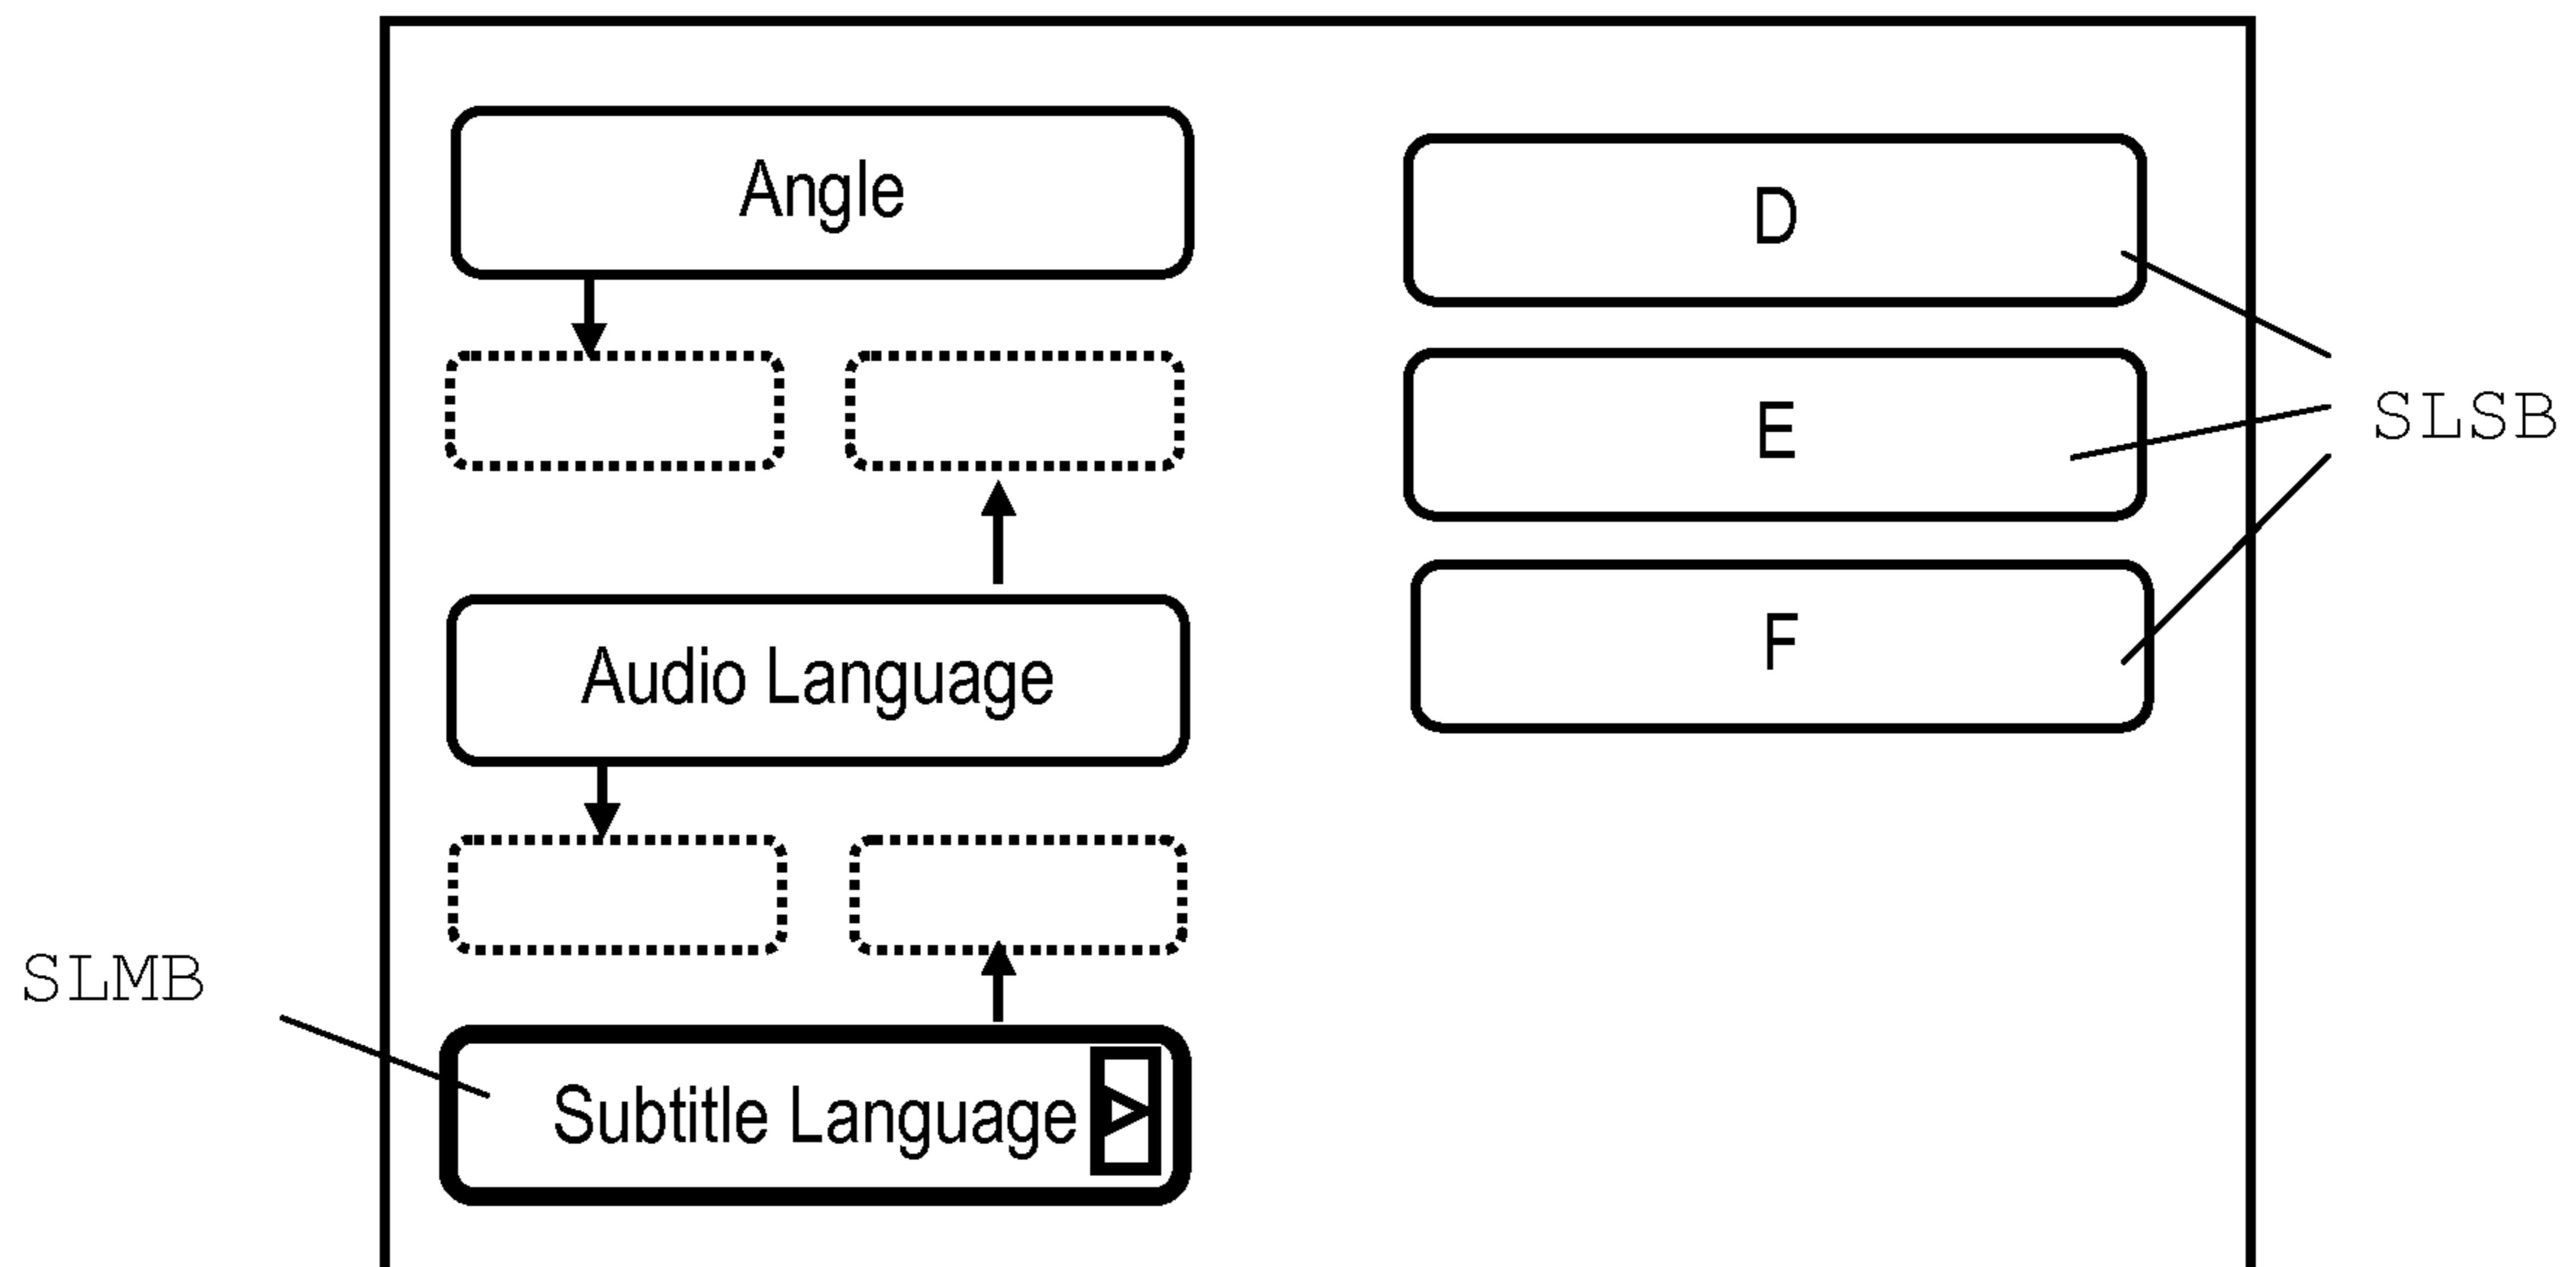 Angle
D
E
SLSB
F
Audio Language
SLMB
Subtitle Language